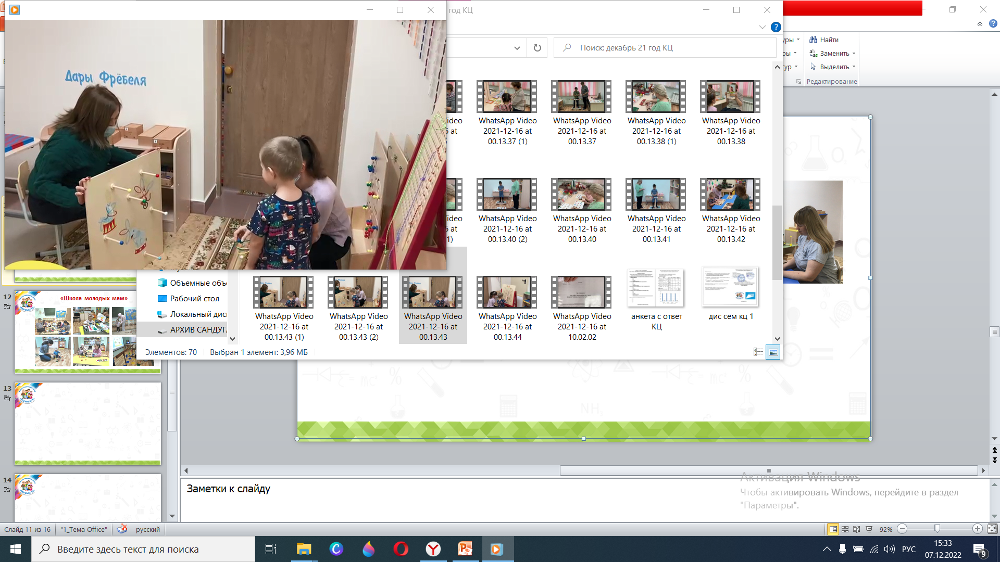 год КЦ
Поиск: декабрь 21 год КЦ
Найти
Заменить
Выделить
Редактирование
Дары Фрёбеля
WhatsApp Video 2021-12-16 at 00.13.37 (1)
WhatsApp Video 2021-12-16 at 00.13.37
WhatsApp Video 2021-12-16 at 00.13.38 (1)
WhatsApp Video 2021-12-16 at 00.13.38
WhatsApp Video 2021-12-16 at 00.13.40 (2)
WhatsApp Video 2021-12-16 at 00.13.40
WhatsApp Video 2021-12-16 at 00.13.41
WhatsApp Video 2021-12-16 at 00.13.42
WhatsApp Video 2021-12-16 at 00.13.43 (1)
WhatsApp Video 2021-12-16 at 00.13.43 (2)
WhatsApp Video 2021-12-16 at 00.13.43
WhatsApp Video 2021-12-16 at 00.13.44
WhatsApp Video 2021-12-16 at 10.02.02
анкета с ответ КЦ
дис сем кц 1
Объемные объ
Рабочий стол
Локальный дис
АРХИВ САНДУГ
Элементов: 70 Выбран 1 элемент: 3,96 МБ
12
«Школа молодых мам»
13
14
Заметки к слайду
Активация Windows
Чтобы активировать Windows, перейдите в раздел
"Параметры".
Слайд 11 из 16 "1_Тема Office" русский
92%
Введите здесь текст для поиска
РУС
15:33
07.12.2022
9